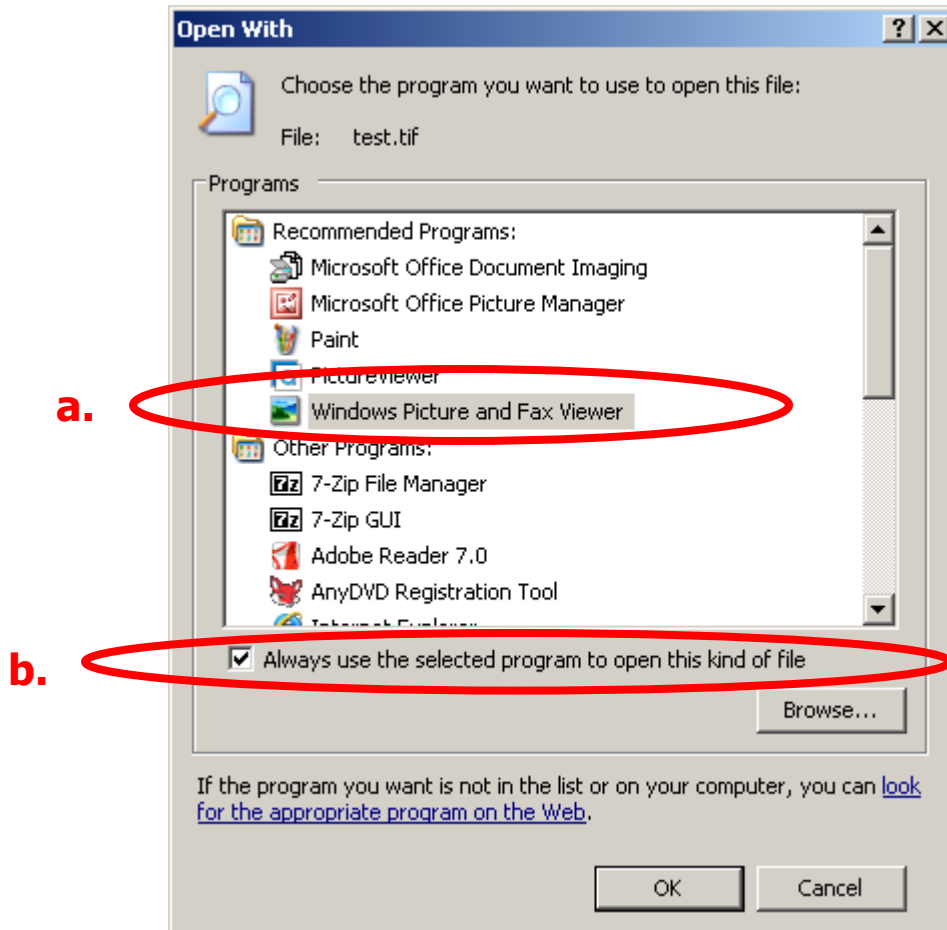 Open With
Choose the program you want to use to open this file:
File: test.tif
Programs
Recommended Programs:
Microsoft Office Document Imaging
Microsoft Office Picture Manager
Paint
PictureViewer
a.
Windows Picture and Fax Viewer
Other Programs:
7-Zip File Manager
7-Zip GUI
Adobe Reader 7.0
AnyDVD Registration Tool
Internet Explorer
b.
Always use the selected program to open this kind of file
Browse...
If the program you want is not in the list or on your computer, you can look
for the appropriate program on the Web.
OK Cancel